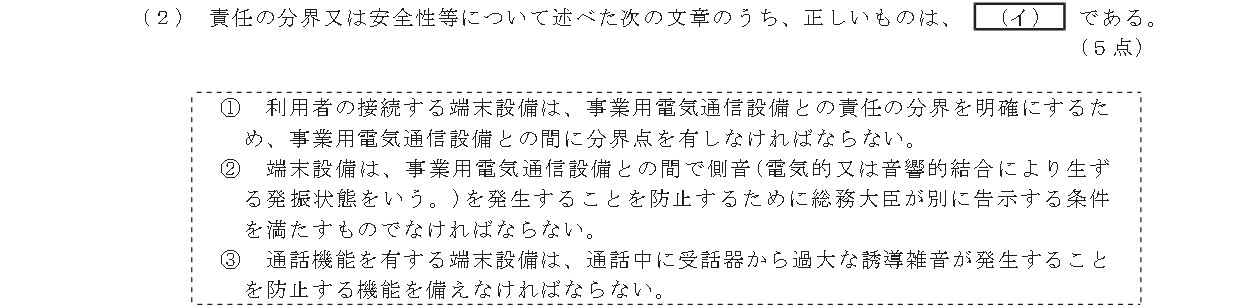 (2) 責任の分界又は安全性等について述べた次の文章のうち、正しいものは、 (イ) である。
(5点)
① 利用者の接続する端末設備は、事業用電気通信設備との責任の分界を明確にするた
め、事業用電気通信設備との間に分界点を有しなければならない。
② 端末設備は、事業用電気通信設備との間で側音(電気的又は音響的結合により生ず
る発振状態をいう。)を発生することを防止するために総務大臣が別に告示する条件
を満たすものでなければならない。
③ 通話機能を有する端末設備は、通話中に受話器から過大な誘導雑音が発生すること
を防止する機能を備えなければならない。